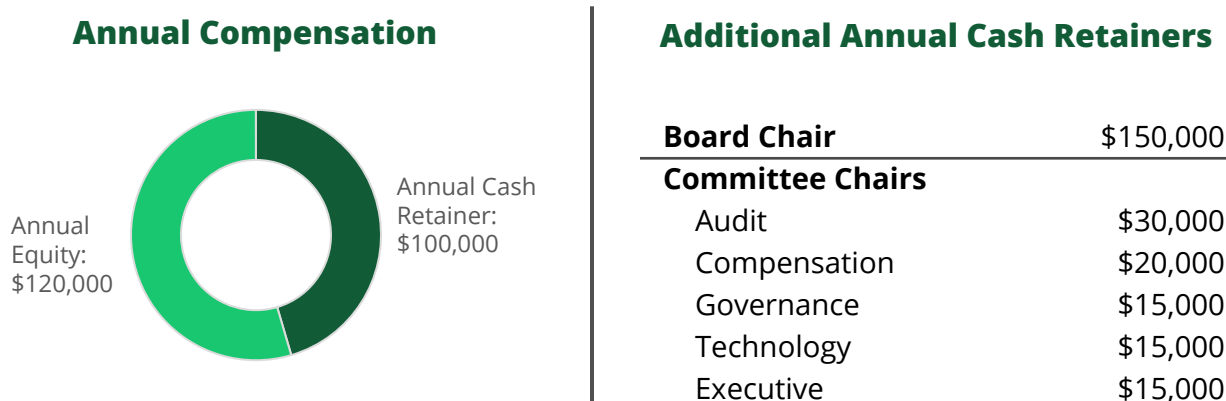 Annual Compensation
Annual Equity:
$120,000
Annual Cash
Retainer:
$100,000
Additional Annual Cash Retainers
Board Chair $150,000
Committee Chairs
Audit $30,000
Compensation $20,000
Governance $15,000
Technology $15,000
Executive $15,000